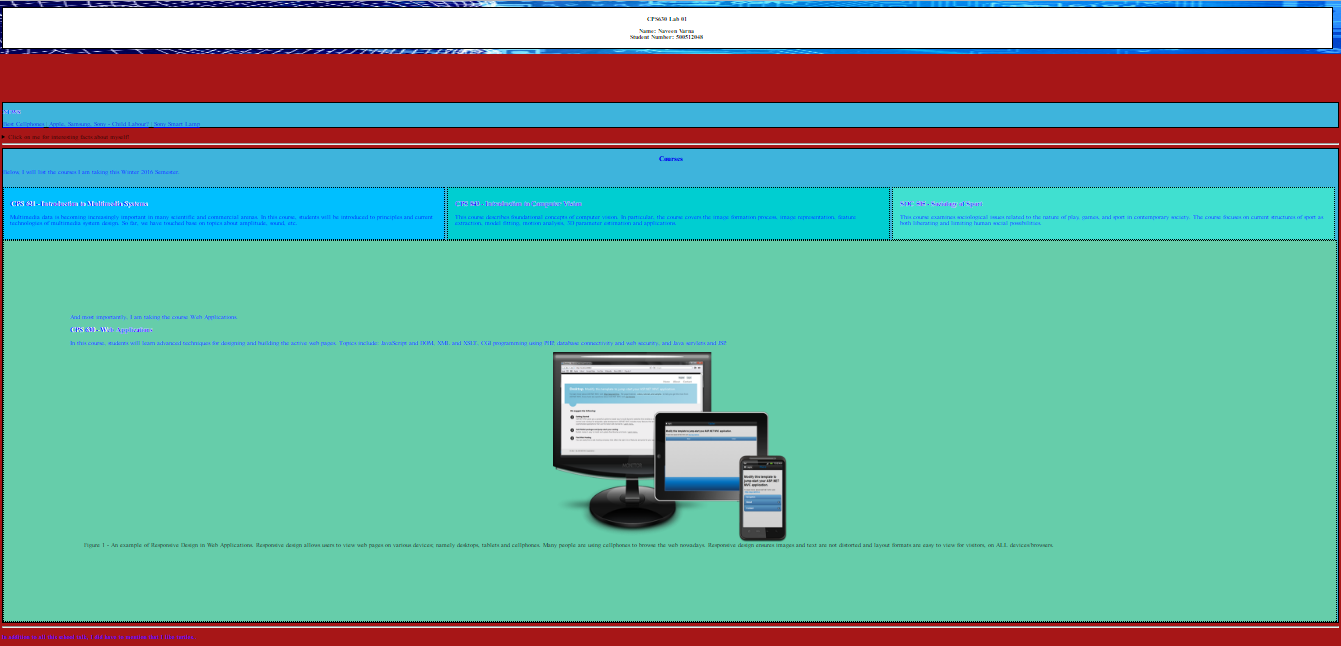 CPS630 Lab 01
Name: Naveen Varna
Student Number: 500512048
Best Cellphones| Apple, Samsung, Sony - Child Labour? | Sony Smart Lamp
Click on me for interesting facts about myself!
Courses
Below I will list the courses I am taking this Winter 2016 Semester
Introduction to Multimedia Systems
Multimedia data is becoming increasingly important in many scientific and commercial arenas. In this course, students will be introduced to principles and current
technologies of multimedia system design. So far, we have touched base on topics about amplitude, sound, etc.
Introduction to Computer Vision
This course describes foundational concepts of computer vision. In particular, the course covers the image formation process, image representation, feature
extraction, model fitting, motion analysis, 3D parameter estimation and applications.
Sociology of Sport
This course examines sociological issues related to the nature of play, games, and sport in contemporary society. The course focuses on current structures of sport as
both liberating and limiting human social possibilities.
And most importantly, I am taking the course Web Applications
CPS 630 - Web Applications
In this course, students will learn advanced techniques for designing and building the active web pages. Topics include: JavaScript and DOM, XML and XSLT, CGI programming using PHP, database connectivity and web security, and Java servlets and JSP.
Figure 1 - An example of Responsive Design in Web Applications. Responsive design allows users to view web pages on various devices; namely desktops, tablets and cellphones. Many people are using cellphones to browse the web nowadays. Responsive design ensures images and text are not distorted and layout formats are easy to view for visitors, on ALL devices/browsers.